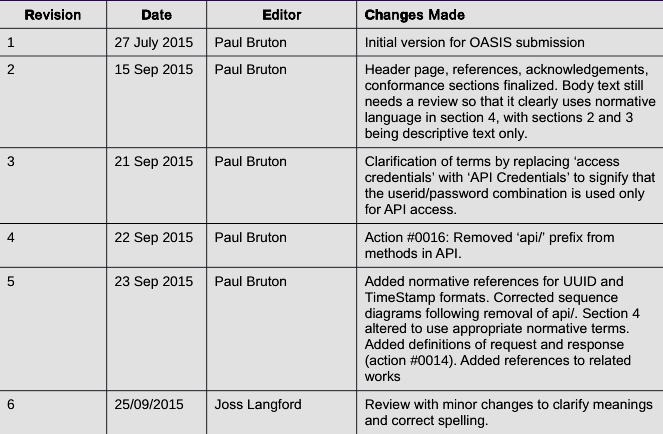 Revision Date Editor Changes Made
1 27 July 2015 Paul Bruton Initial version for OASIS submission
2 15 Sep 2015 Paul Bruton Header page, references, acknowledgements,
conformance sections finalized. Body text still
needs a review so that it clearly uses normative
language in section 4, with sections 2 and 3
being descriptive text only.
3 21 Sep 2015 Paul Bruton Clarification of terms by replacing ‘access
credentials’ with ‘API Credentials’ to signify that
the userid/password combination is used only
for API access.
4 22 Sep 2015 Paul Bruton Action #0016: Removed ‘api/’ prefix from
methods in API.
5 23 Sep 2015 Paul Bruton Added normative references for UUID and
TimeStamp formats. Corrected sequence
diagrams following removal of api/. Section 4
altered to use appropriate normative terms.
Added definitions of request and response
(action #0014). Added references to related
works
6 25/09/2015 Joss Langford Review with minor changes to clarify meanings
and correct spelling.